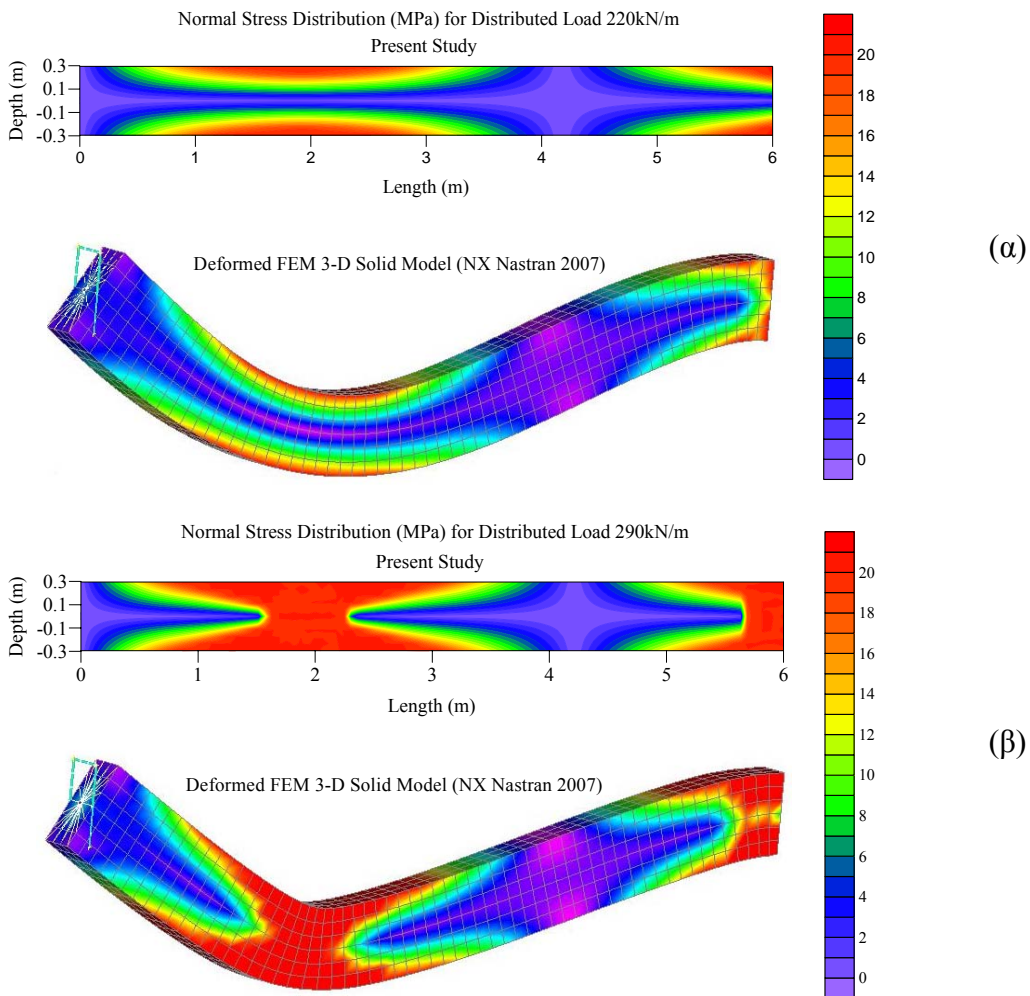 Normal Stress Distribution (MPa) for Distributed Load 220kN/m
Present Study
Depth (m)
0.3
0.1
-0.1
-0.3
0 1 2 3 4 5 6
Length (m)
Deformed FEM 3-D Solid Model (NX Nastran 2007)
20
18
16
14
12
10
8
6
4
2
0
(α)
Normal Stress Distribution (MPa) for Distributed Load 290kN/m
Present Study
Depth (m)
0.3
0.1
-0.1
-0.3
0 1 2 3 4 5 6
Length (m)
Deformed FEM 3-D Solid Model (NX Nastran 2007)
20
18
16
14
12
10
8
6
4
2
0
(β)